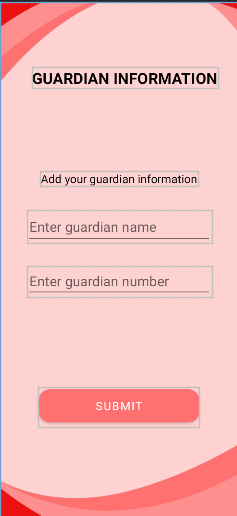 GUARDIAN INFORMATION
Add your guardian information
Enter guardian name
Enter guardian number
SUBMIT